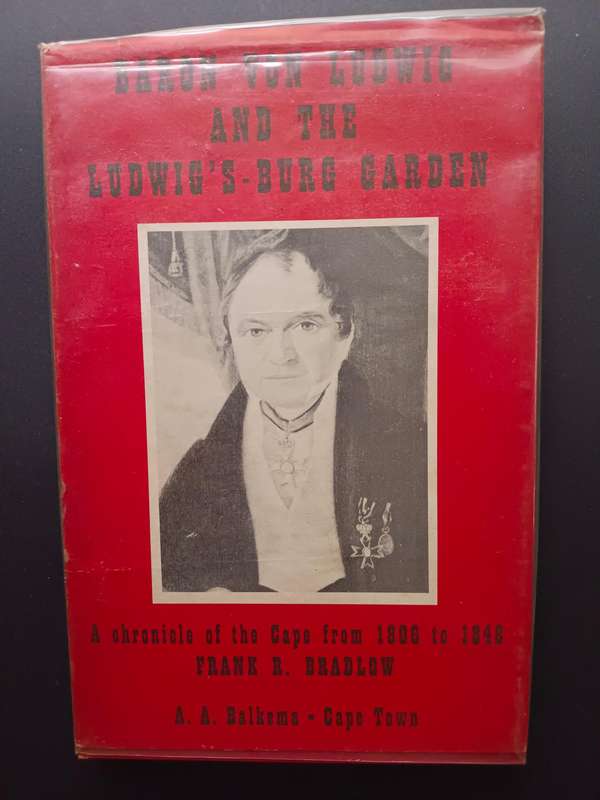 BARON VON LUDWIG
AND THE
LUDWIG'S-BURG GARDEN
A chronicle of the Cape from 1806 to 1848
FRANK R. BRADLOW
A. A. Balkema - Cape Town